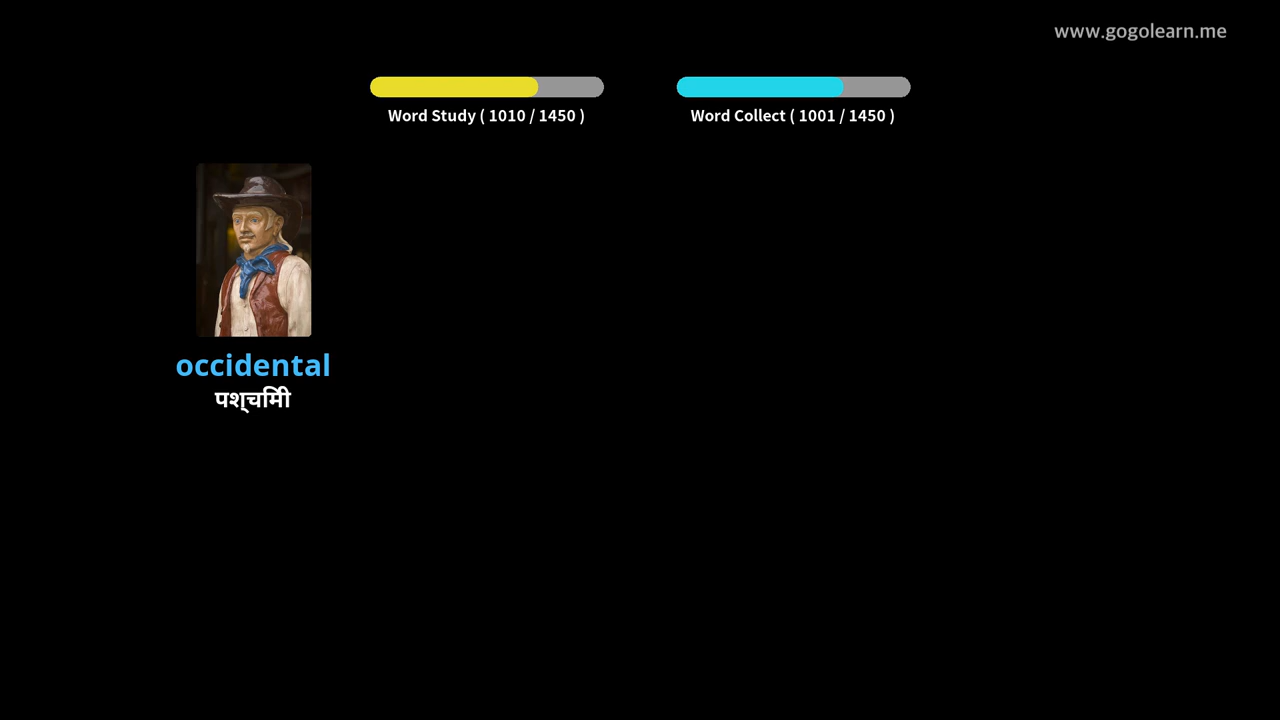 www.gogolearn.me
Word Study ( 1010 / 1450 )
Word Collect ( 1001 / 1450 )
occidental
पश्चिमी